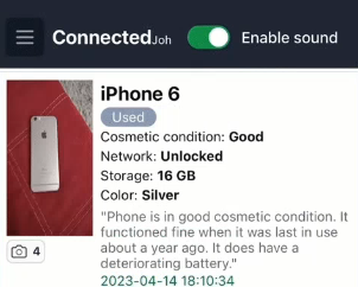 Connected Joh Enable sound
iPhone 6
Used
Cosmetic condition: Good
Network: Unlocked
Storage: 16 GB
Color: Silver
"Phone is in good cosmetic condition. It
functioned fine when it was last in use
about a year ago. It does have a
deteriorating battery."
4
2023-04-14 18:10:34